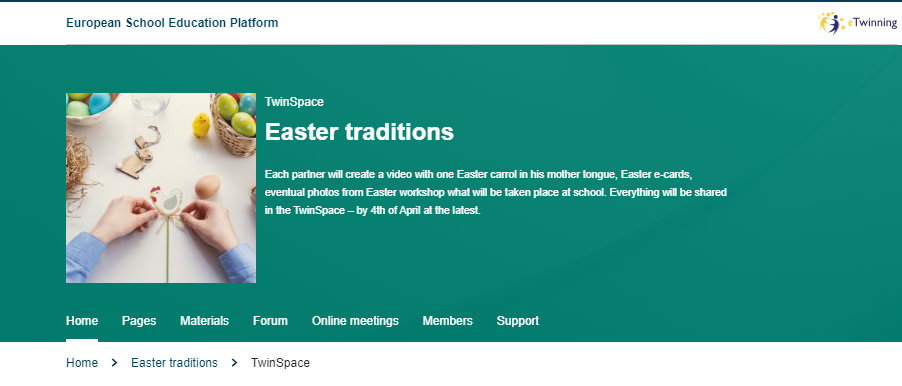 European School Education Platform
eTwinning
TwinSpace
Easter traditions
Each partner will create a video with one Easter carrol in his mother tongue, Easter e-cards,
eventual photos from Easter workshop what will be taken place at school. Everything will be shared
in the TwinSpace – by 4th of April at the latest.
Home Pages Materials Forum Online meetings Members Support
Home > Easter traditions > TwinSpace